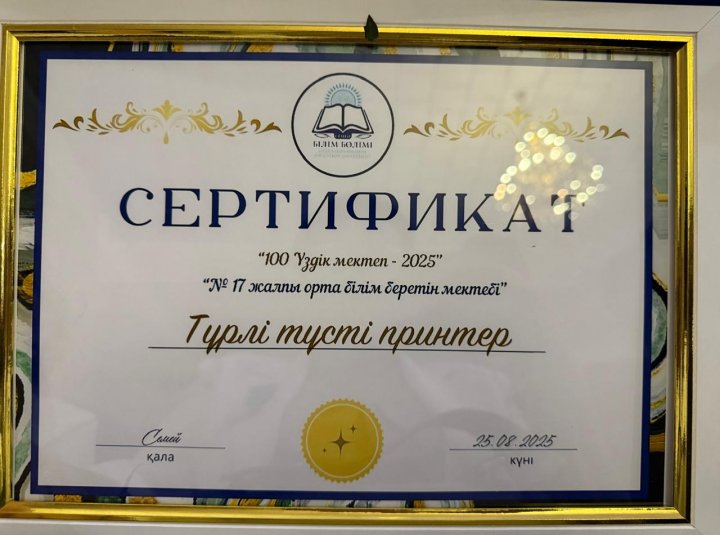 БІЛІМ БӨЛІМІ
СЕРТИФИКАТ
“100 Үздік мектеп - 2025”
“№ 17 жалпы орта білім беретін мектебі”
Түрлі түсті принтер
Семей
қала
25.08.2025
күні